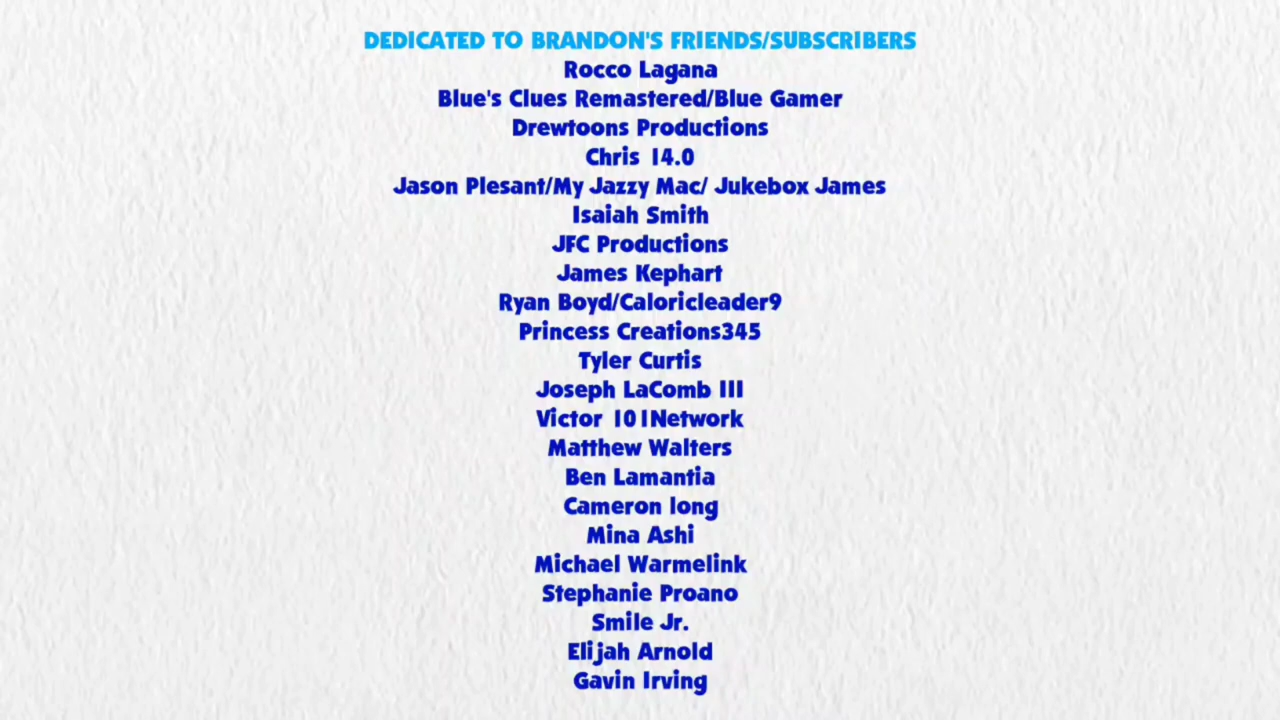 DEDICATED TO BRANDON'S FRIENDS/SUBSCRIBERS
Rocco Lagana
Blue's Clues Remastered/Blue Gamer
Drewtoons Productions
Chris 14.0
Jason Plesant/My Jazzy Mac/ Jukebox James
Isaiah Smith
JFC Productions
James Kephart
Ryan Boyd/Caloricleader9
Princess Creations345
Tyler Curtis
Joseph LaComb III
Victor 101Network
Matthew Walters
Ben Lamantia
Cameron long
Mina Ashi
Michael Warmelink
Stephanie Proano
Smile Jr.
Elijah Arnold
Gavin Irving